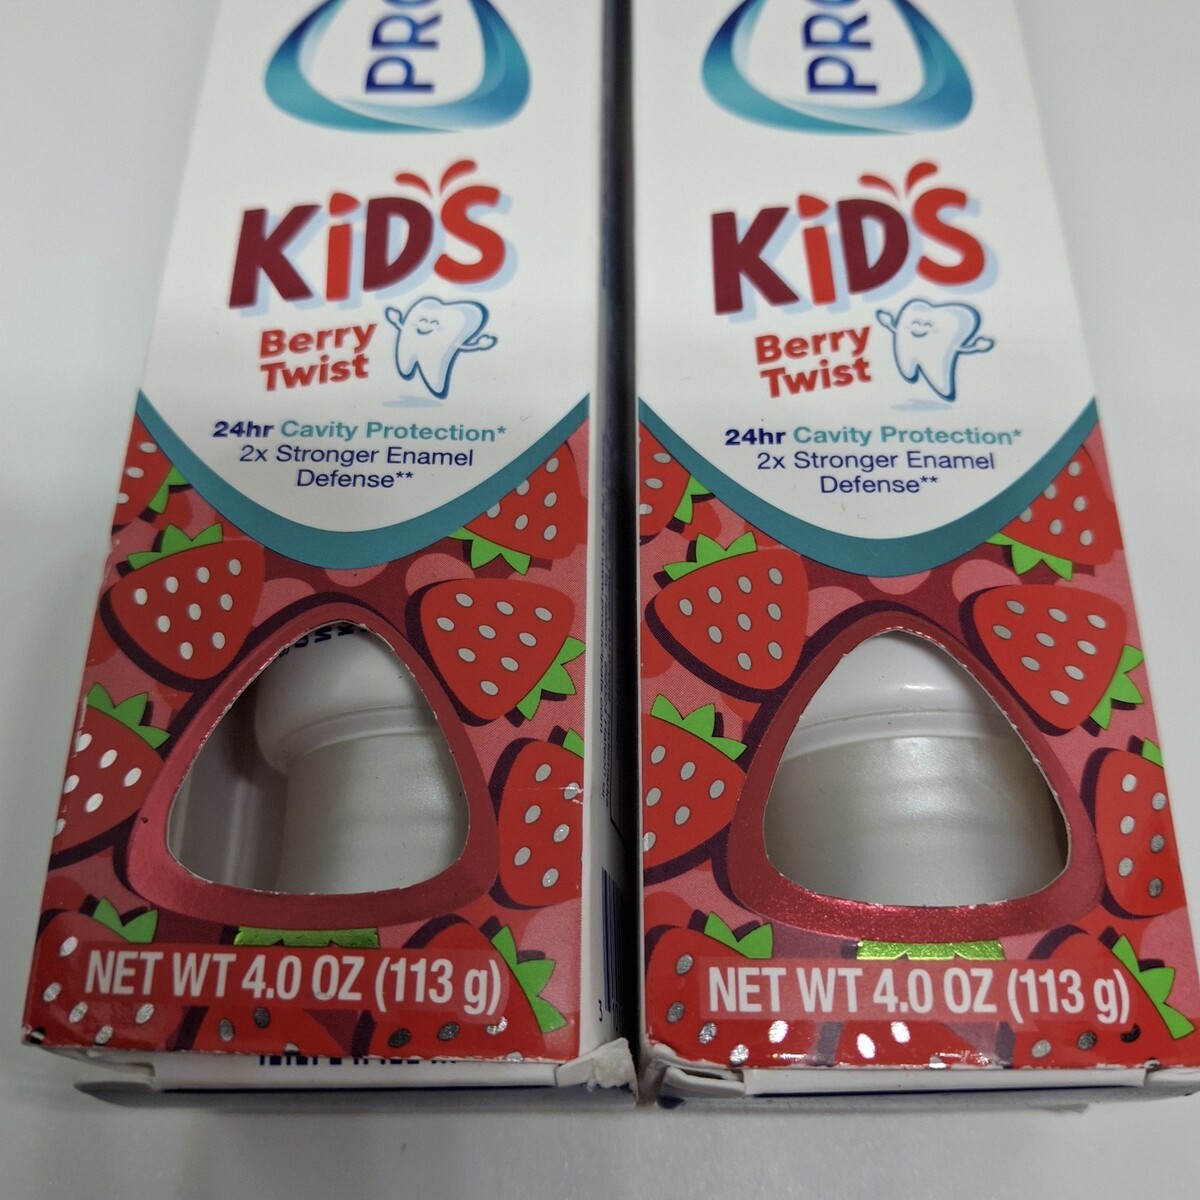 PRO
KiDS
Berry
Twist
24hr Cavity Protection*
2x Stronger Enamel
Defense**
NET WT 4.0 OZ (113 g)
PRO
KiDS
Berry
Twist
24hr Cavity Protection*
2x Stronger Enamel
Defense**
NET WT 4.0 OZ (113 g)